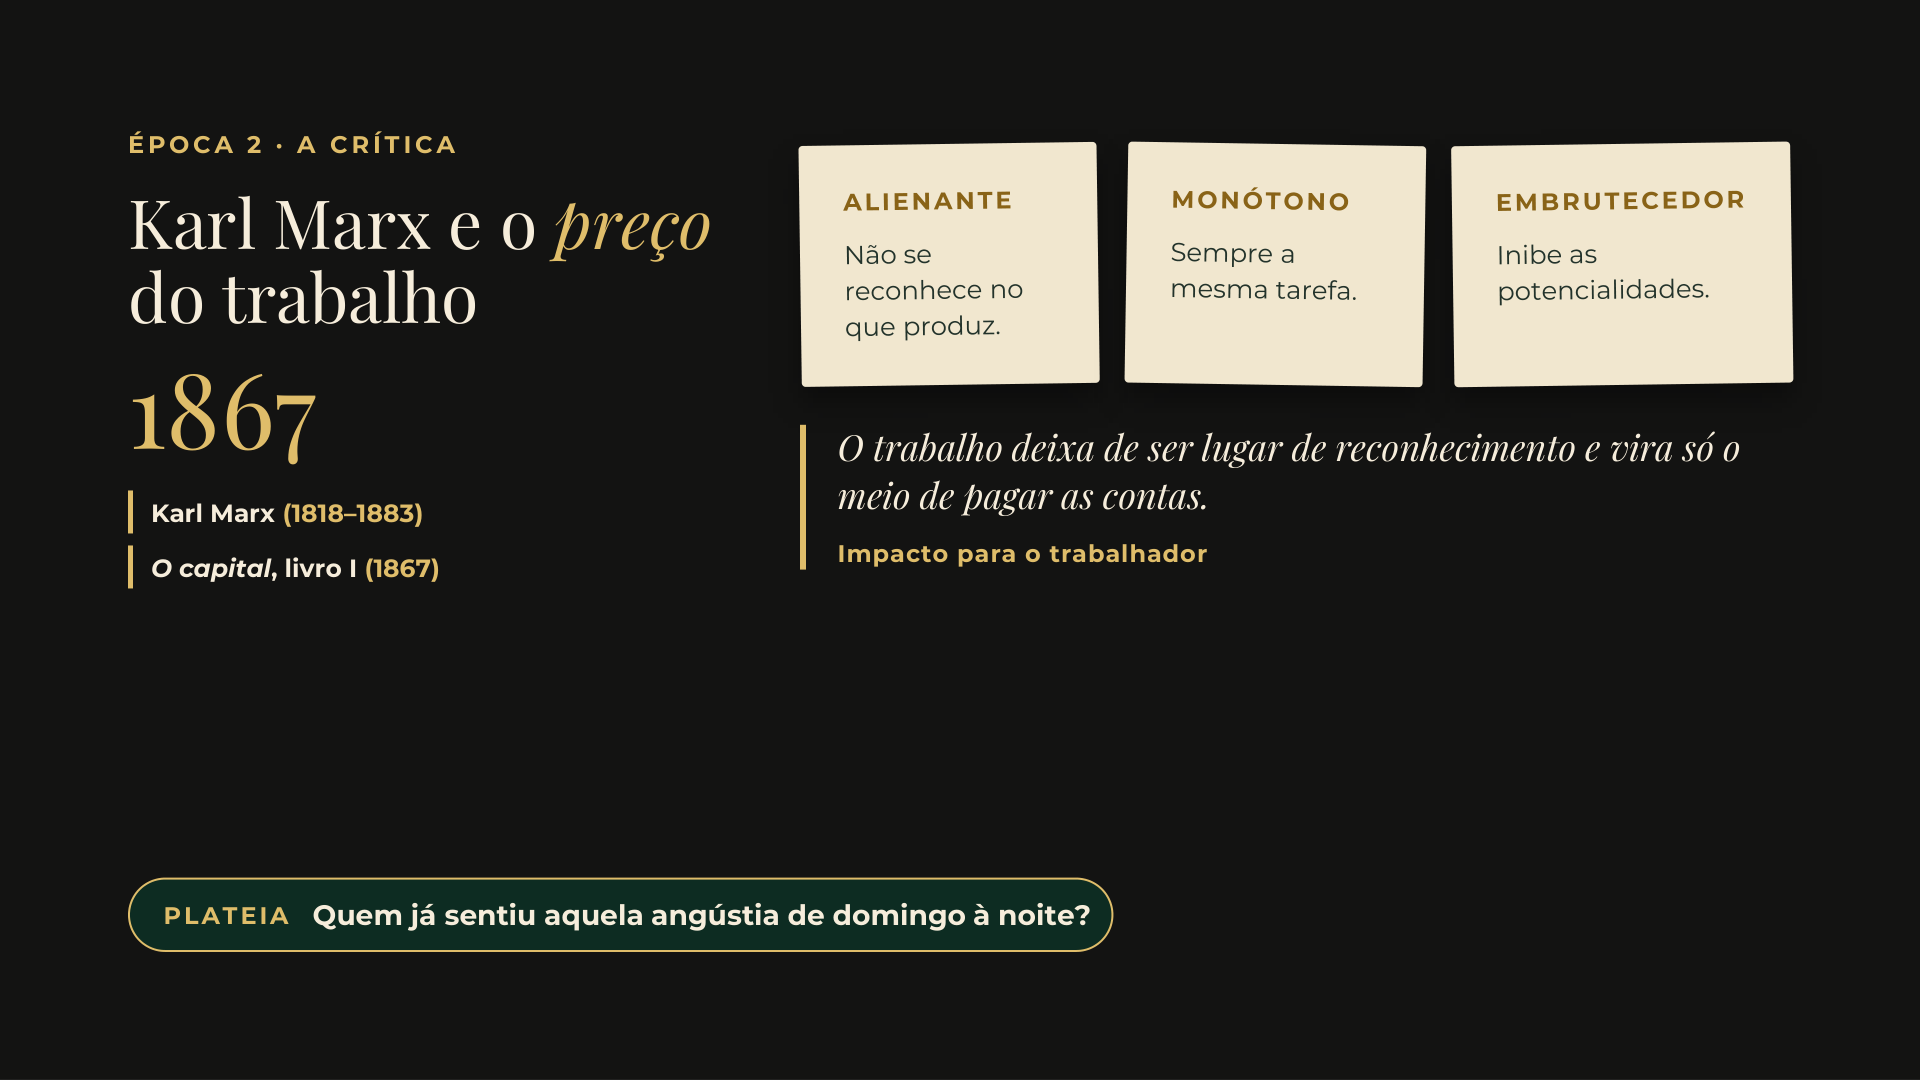 ÉPOCA 2 · A CRÍTICA
Karl Marx e o preço
do trabalho
1867
Karl Marx (1818–1883)
O capital, livro I (1867)
ALIENANTE
Não se
reconhece no
que produz.
MONÓTONO
Sempre a
mesma tarefa.
EMBRUTECEDOR
Inibe as
potencialidades.
O trabalho deixa de ser lugar de reconhecimento e vira só o
meio de pagar as contas.
Impacto para o trabalhador
PLATEIA Quem já sentiu aquela angústia de domingo à noite?